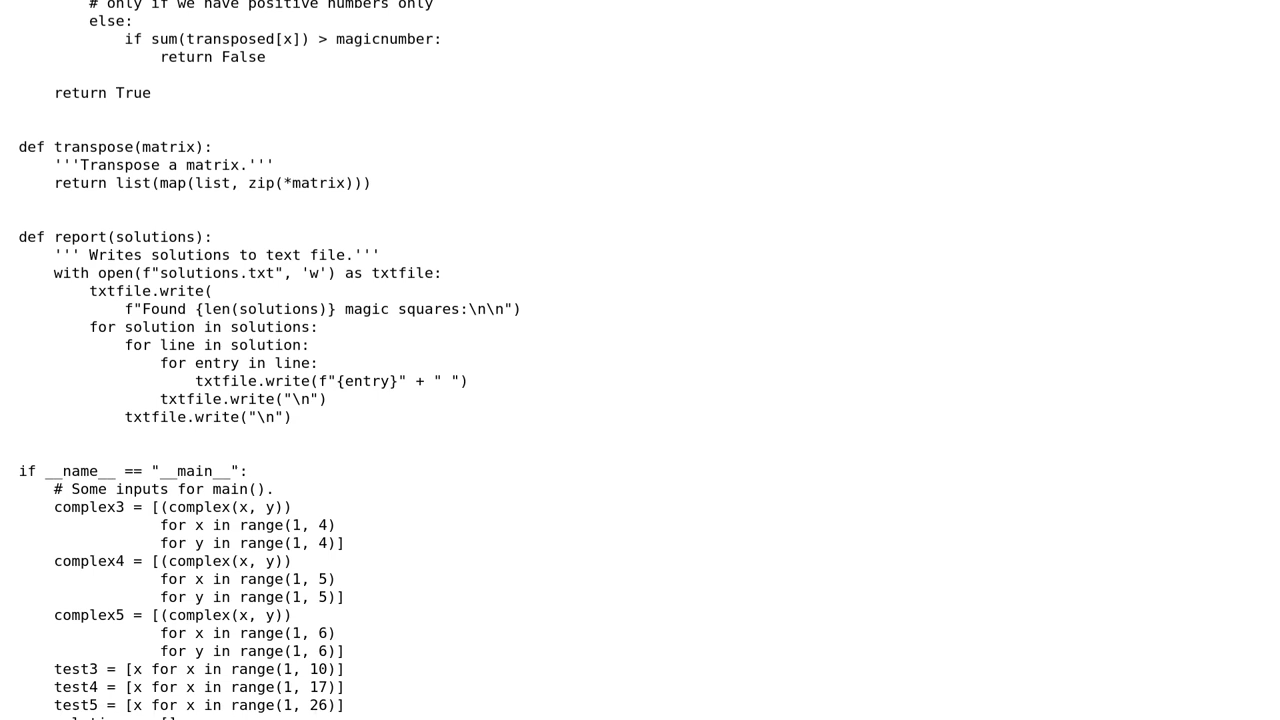 # only if we have positive numbers only
        else:
            if sum(transposed[x]) > magicnumber:
                return False

    return True


def transpose(matrix):
    '''Transpose a matrix.'''
    return list(map(list, zip(*matrix)))


def report(solutions):
    ''' Writes solutions to text file.'''
    with open(f"solutions.txt", 'w') as txtfile:
        txtfile.write(
            f"Found {len(solutions)} magic squares:\n\n")
        for solution in solutions:
            for line in solution:
                for entry in line:
                    txtfile.write(f"{entry}" + " ")
                txtfile.write("\n")
            txtfile.write("\n")


if __name__ == "__main__":
    # Some inputs for main().
    complex3 = [(complex(x, y))
                for x in range(1, 4)
                for y in range(1, 4)]
    complex4 = [(complex(x, y))
                for x in range(1, 5)
                for y in range(1, 5)]
    complex5 = [(complex(x, y))
                for x in range(1, 6)
                for y in range(1, 6)]
    test3 = [x for x in range(1, 10)]
    test4 = [x for x in range(1, 17)]
    test5 = [x for x in range(1, 26)]